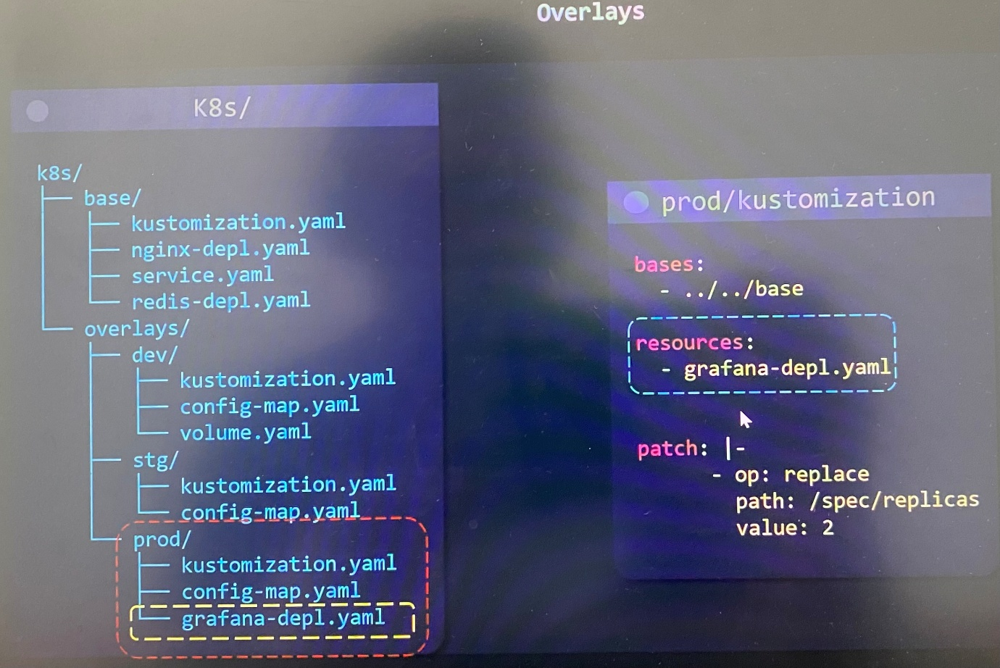 Overlays
K8s/
k8s/
base/
kustomization.yaml
nginx-depl.yaml
service.yaml
redis-depl.yaml
overlays/
dev/
kustomization.yaml
config-map.yaml
volume.yaml
stg/
kustomization.yaml
config-map.yaml
prod/
kustomization.yaml
config-map.yaml
grafana-depl.yaml
prod/kustomization
bases:
- ../../base
resources:
- grafana-depl.yaml
patch: |-
- op: replace
path: /spec/replicas
value: 2